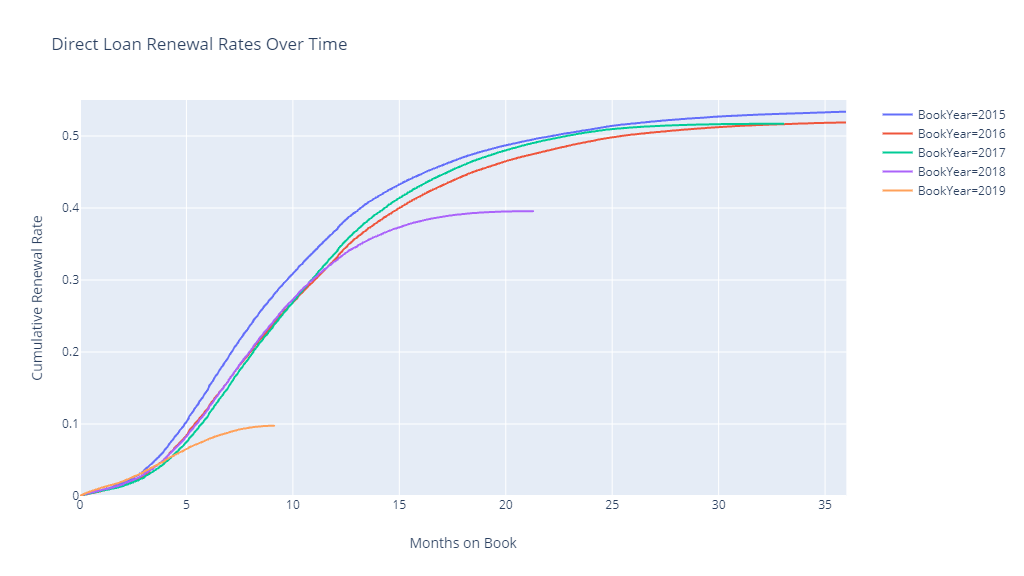 Direct Loan Renewal Rates Over Time
BookYear=2015
BookYear=2016
BookYear=2017
BookYear=2018
BookYear=2019
Cumulative Renewal Rate
0.5
0.4
0.3
0.2
0.1
0
0 5 10 15 20 25 30 35
Months on Book